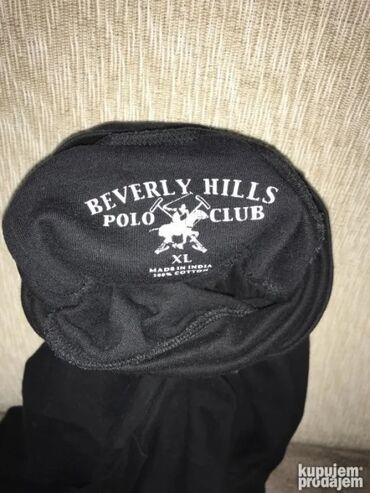 BEVERLY HILLS
POLO CLUB
XL
MADE IN INDIA
100% COTTON
kupujem
prodajem